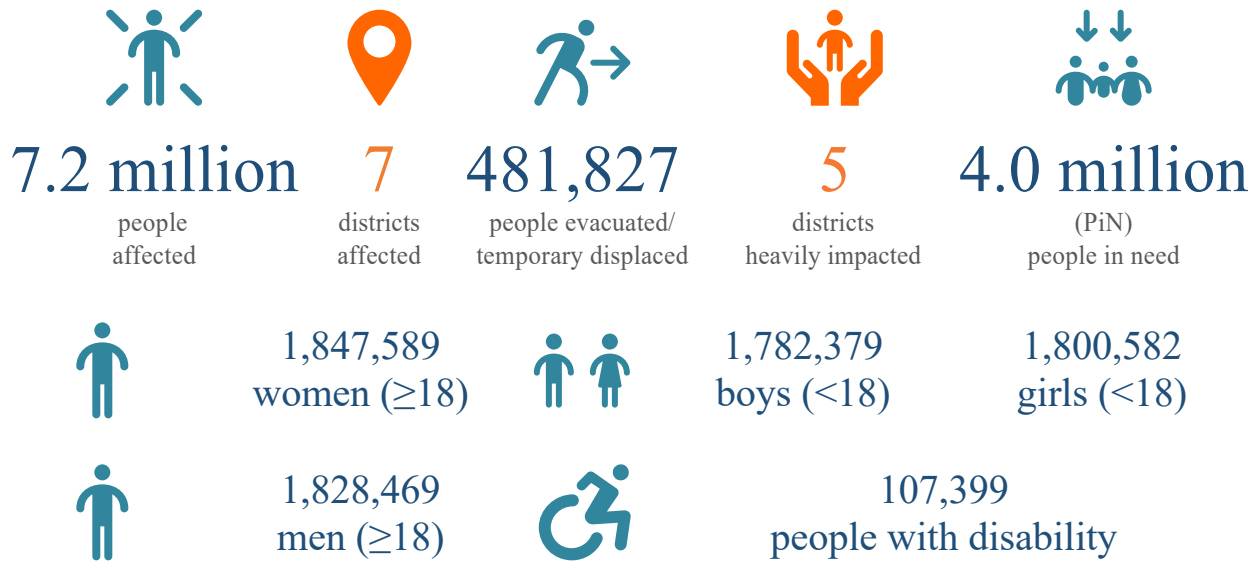 7.2 million
people
affected
7
districts
affected
481,827
people evacuated/
temporary displaced
5
districts
heavily impacted
4.0 million
(PiN)
people in need
1,847,589
women (≥18)
1,782,379
boys (<18)
1,800,582
girls (<18)
1,828,469
men (≥18)
107,399
people with disability